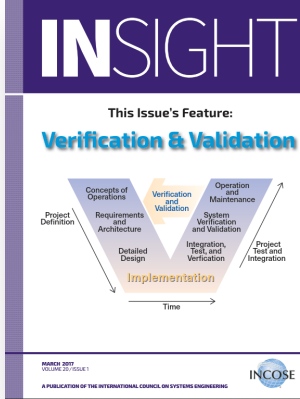 INSIGHT
This Issue's Feature:
Verification & Validation
Concepts of
Operations
Verification
and
Validation
Operation
and
Maintenance
Project
Definition
Requirements
and
Architecture
System
Verification
and Validation
Detailed
Design
Integration,
Test, and
Verfication
Project
Test and
Integration
Implementation
Time
MARCH 2017
VOLUME 20 / ISSUE 1
INCOSE
A PUBLICATION OF THE INTERNATIONAL COUNCIL ON SYSTEMS ENGINEERING